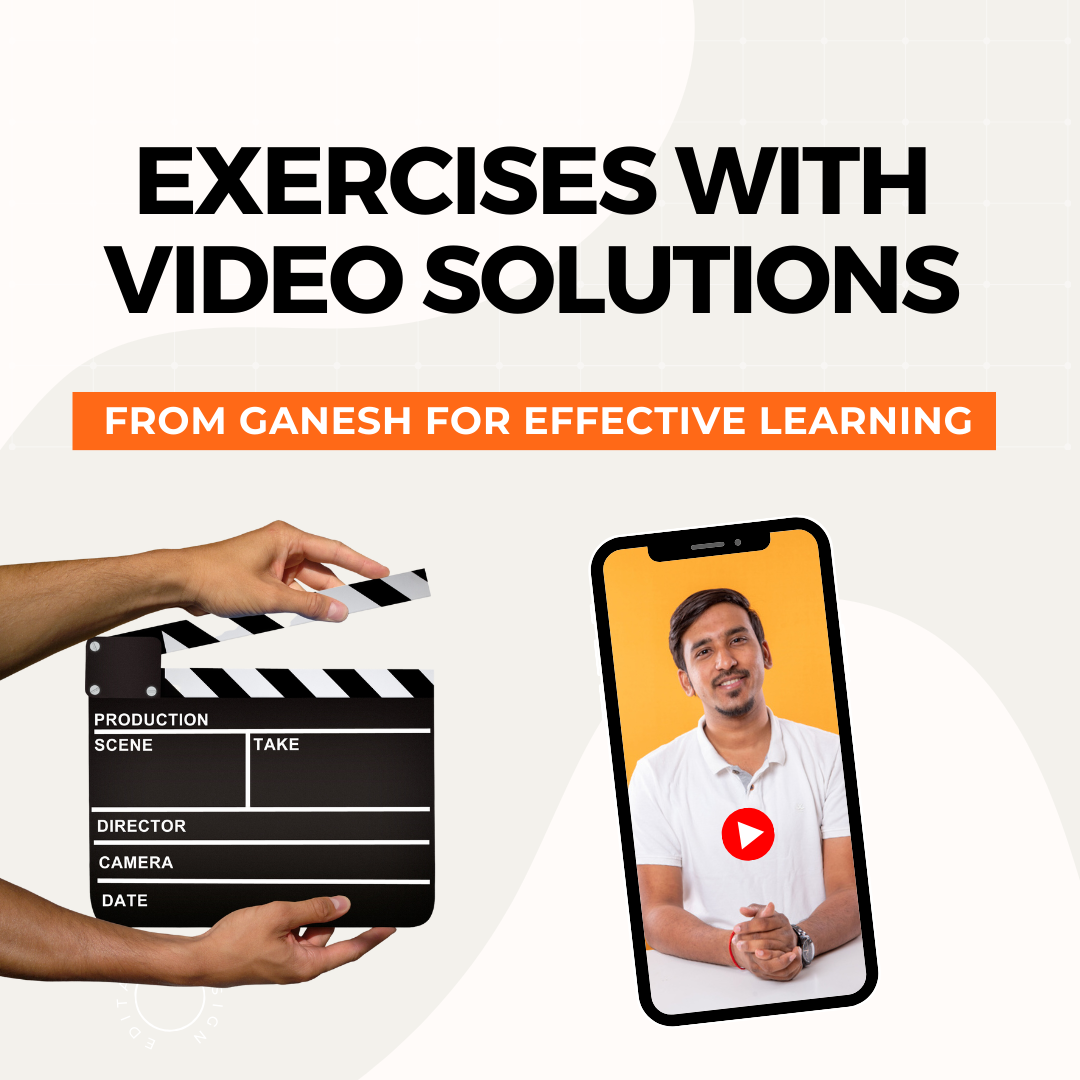 EXERCISES WITH
VIDEO SOLUTIONS
FROM GANESH FOR EFFECTIVE LEARNING
PRODUCTION
SCENE
TAKE
DIRECTOR
CAMERA
DATE